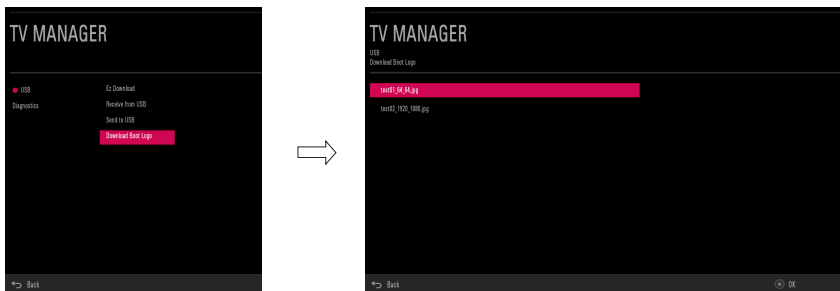 TV MANAGER
USB
Diagnostics
Ez Download
Receive from USB
Send to USB
Download Boot Logo
Back
TV MANAGER
USB
Download Boot Logo
test01_64_64.jpg
test02_1920_1080.jpg
Back
OK